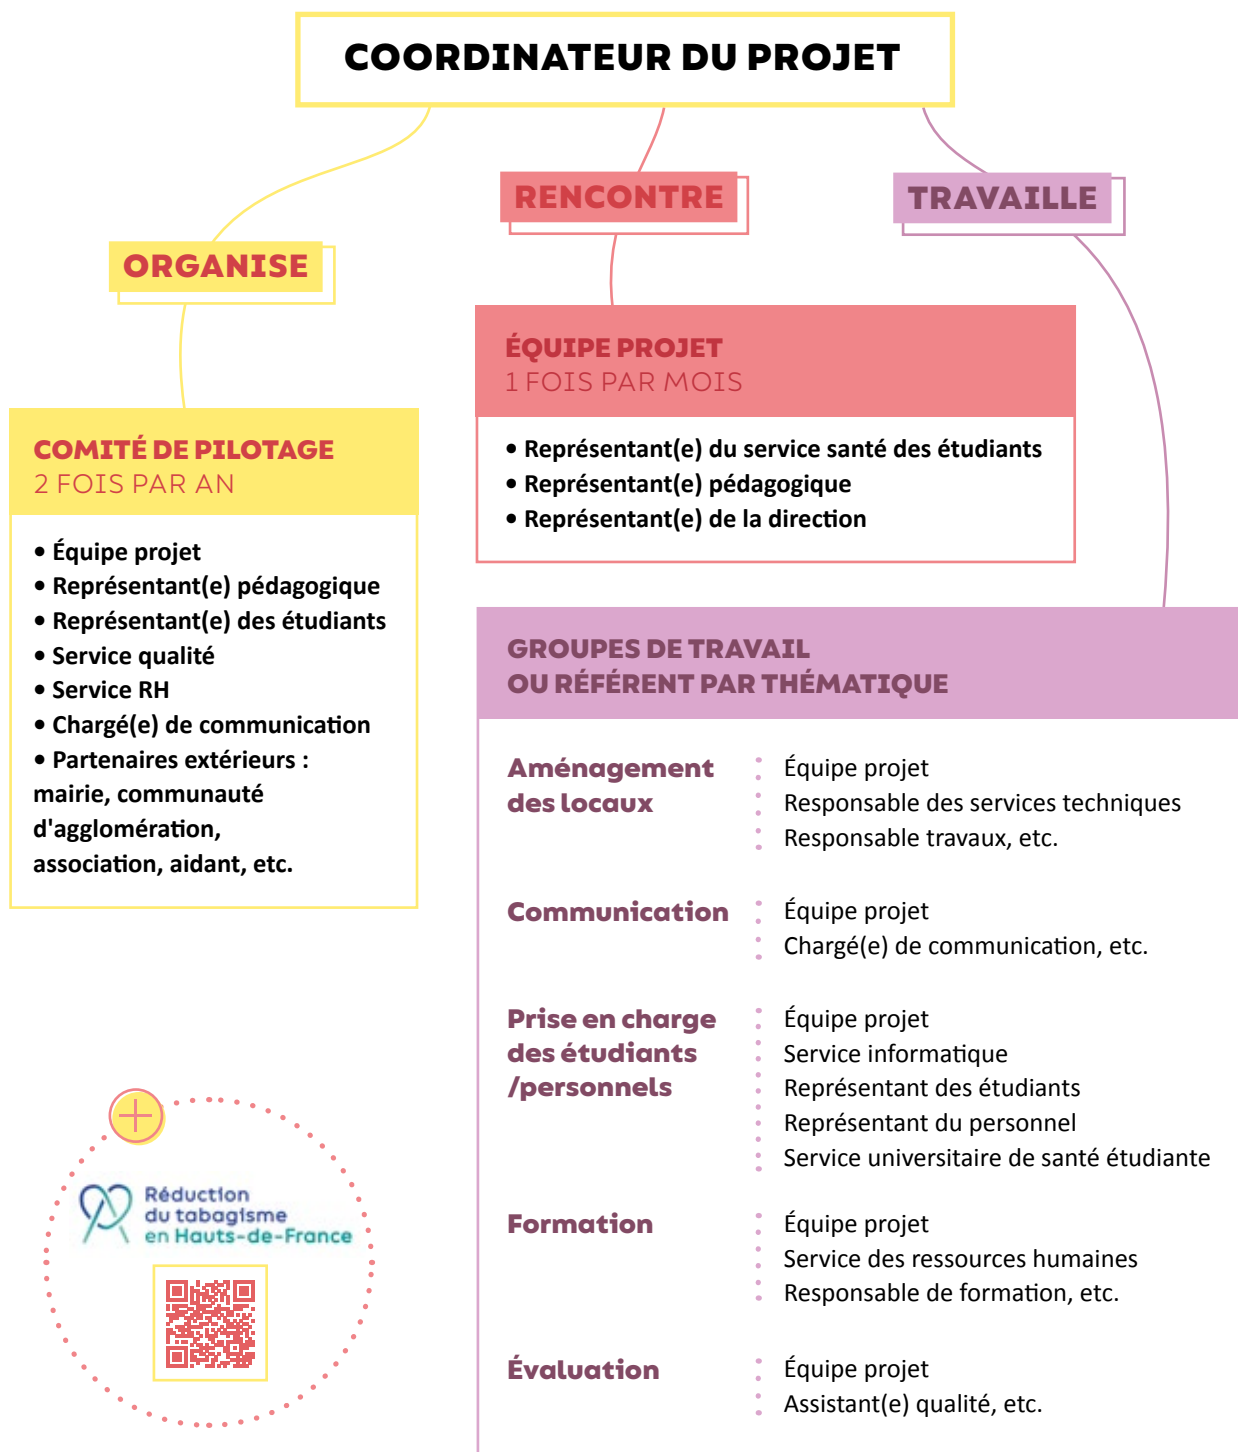 COORDINATEUR DU PROJET
ORGANISE
RENCONTRE
TRAVAILLE
COMITÉ DE PILOTAGE
2 FOIS PAR AN
• Équipe projet
• Représentant(e) pédagogique
• Représentant(e) des étudiants
• Service qualité
• Service RH
• Chargé(e) de communication
• Partenaires extérieurs :
mairie, communauté
d'agglomération,
association, aidant, etc.
ÉQUIPE PROJET
1 FOIS PAR MOIS
• Représentant(e) du service santé des étudiants
• Représentant(e) pédagogique
• Représentant(e) de la direction
GROUPES DE TRAVAIL
OU RÉFÉRENT PAR THÉMATIQUE
Aménagement
des locaux
Équipe projet
Responsable des services techniques
Responsable travaux, etc.
Communication
Équipe projet
Chargé(e) de communication, etc.
Prise en charge
des étudiants
/personnels
Équipe projet
Service informatique
Représentant des étudiants
Représentant du personnel
Service universitaire de santé étudiante
Formation
Équipe projet
Service des ressources humaines
Responsable de formation, etc.
Évaluation
Équipe projet
Assistant(e) qualité, etc.
Réduction
du tabagisme
en Hauts-de-France